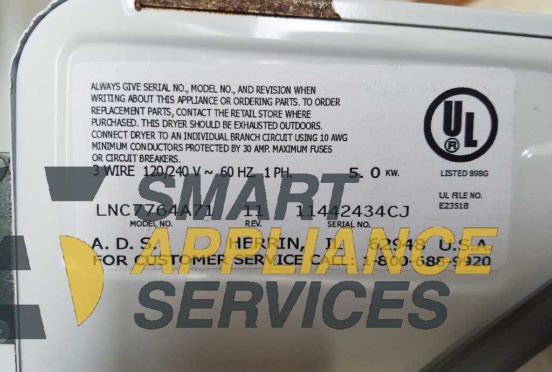 ALWAYS GIVE SERIAL NO., MODEL NO., AND REVISION WHEN
WRITING ABOUT THIS APPLIANCE OR ORDERING PARTS. TO ORDER
REPLACEMENT PARTS, CONTACT THE RETAIL STORE WHERE
PURCHASED. THIS DRYER SHOULD BE EXHAUSTED OUTDOORS.
CONNECT DRYER TO AN INDIVIDUAL BRANCH CIRCUIT USING 10 AWG
MINIMUM CONDUCTORS PROTECTED BY 30 AMP. MAXIMUM FUSES
OR CIRCUIT BREAKERS.
3 WIRE 120/240 V ~ 60 HZ 1 PH. 5.0 KW.
UL
®
LISTED 898G
UL FILE NO.
E23518
LNC7764A71 11 11442434CJ
MODEL NO. REV. SERIAL NO.
A.D.S. HERRIN, IL 62948 U.S.A
FOR CUSTOMER SERVICE CALL: 1-800-688-9920
SMART
APPLIANCE
SERVICES